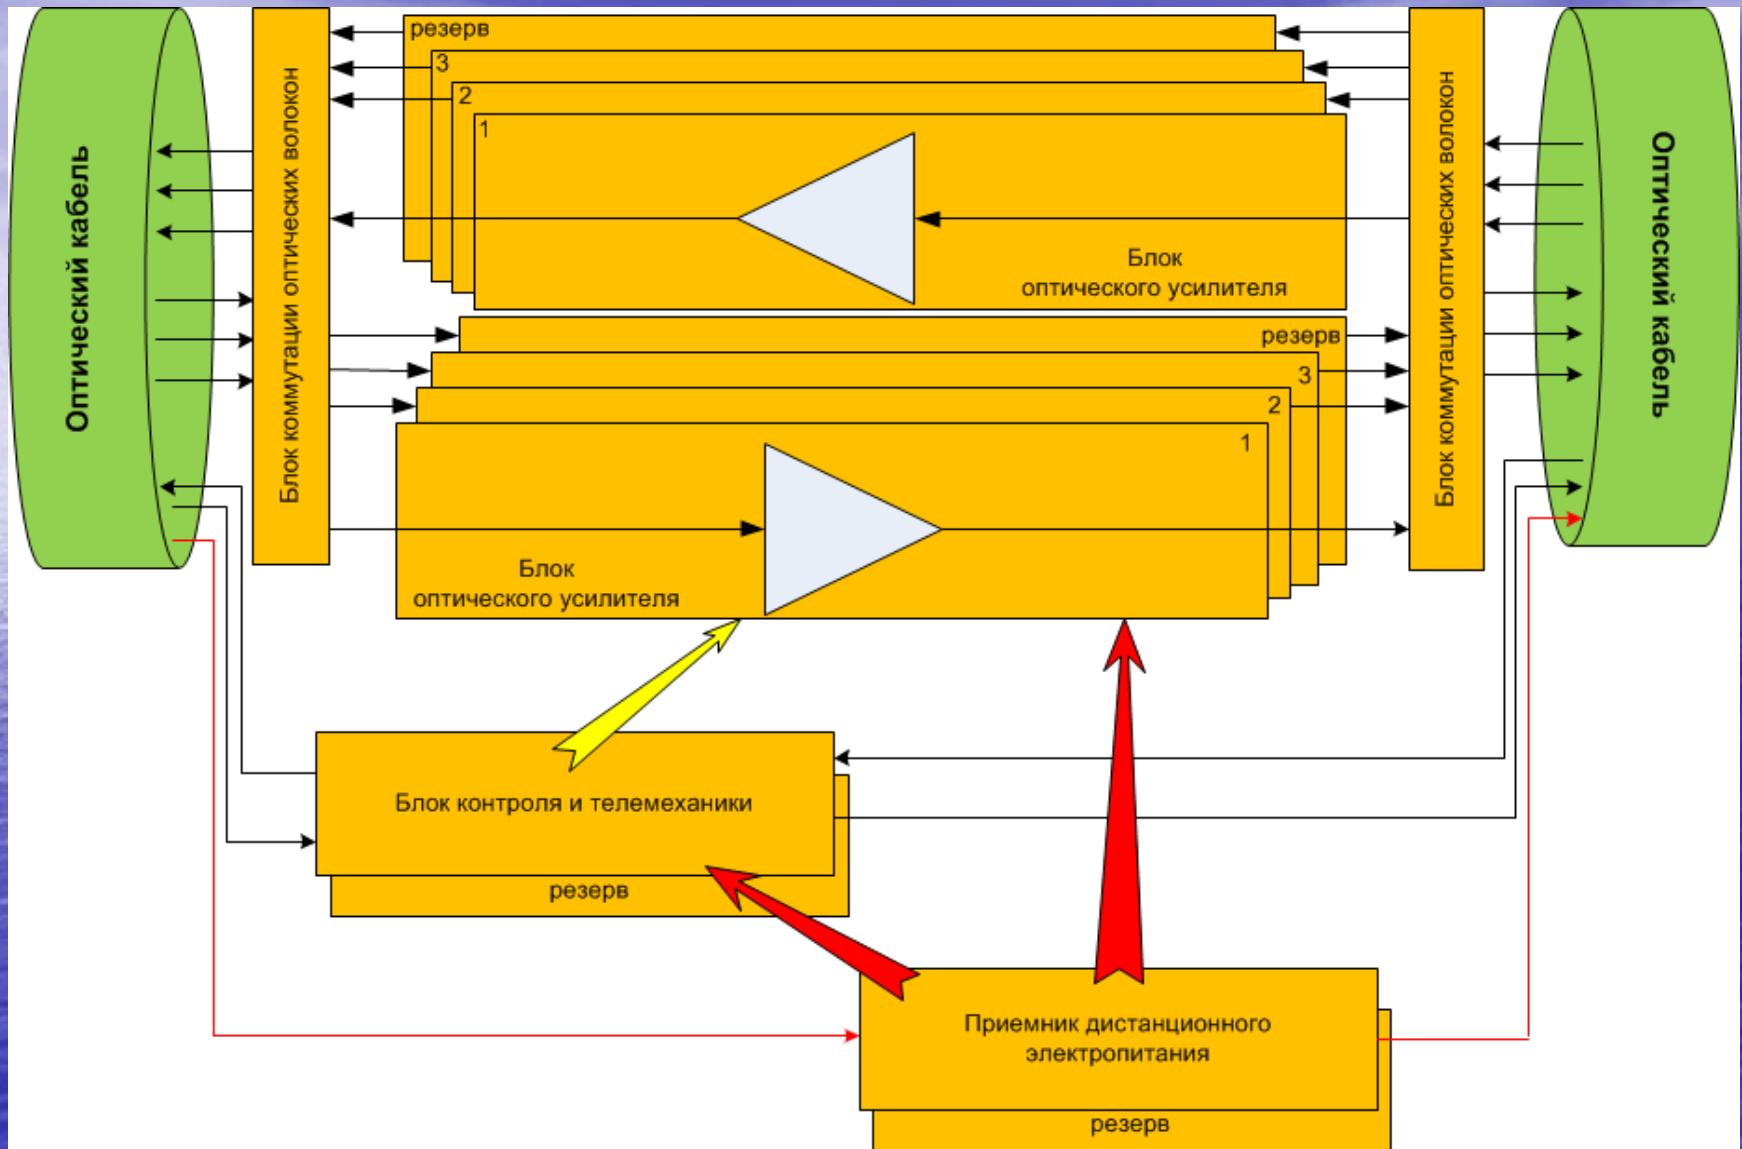 Оптический кабель
Блок коммутации оптических волокон
резерв
3
2
1
Блок
оптического усилителя
резерв
3
2
1
Блок
оптического усилителя
Блок коммутации оптических волокон
Оптический кабель
Блок контроля и телемеханики
резерв
Приемник дистанционного
электропитания
резерв